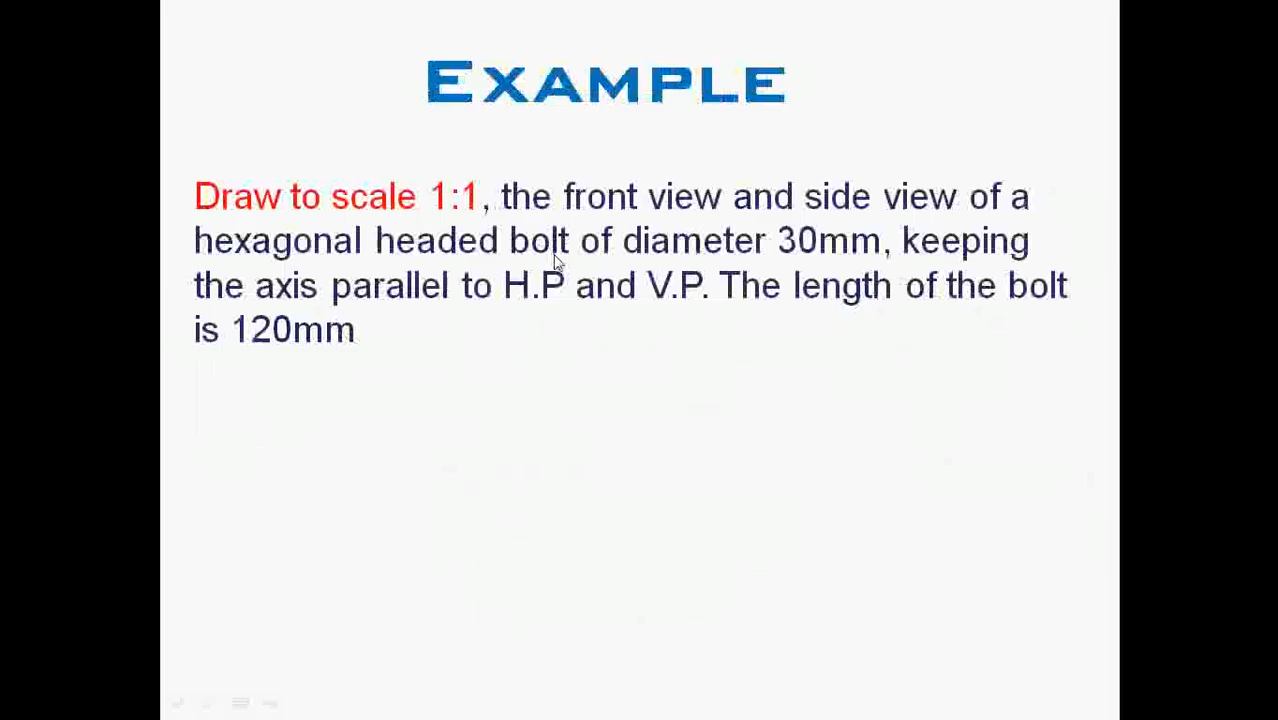 EXAMPLE
Draw to scale 1:1, the front view and side view of a
hexagonal headed bolt of diameter 30mm, keeping
the axis parallel to H.P and V.P. The length of the bolt
is 120mm